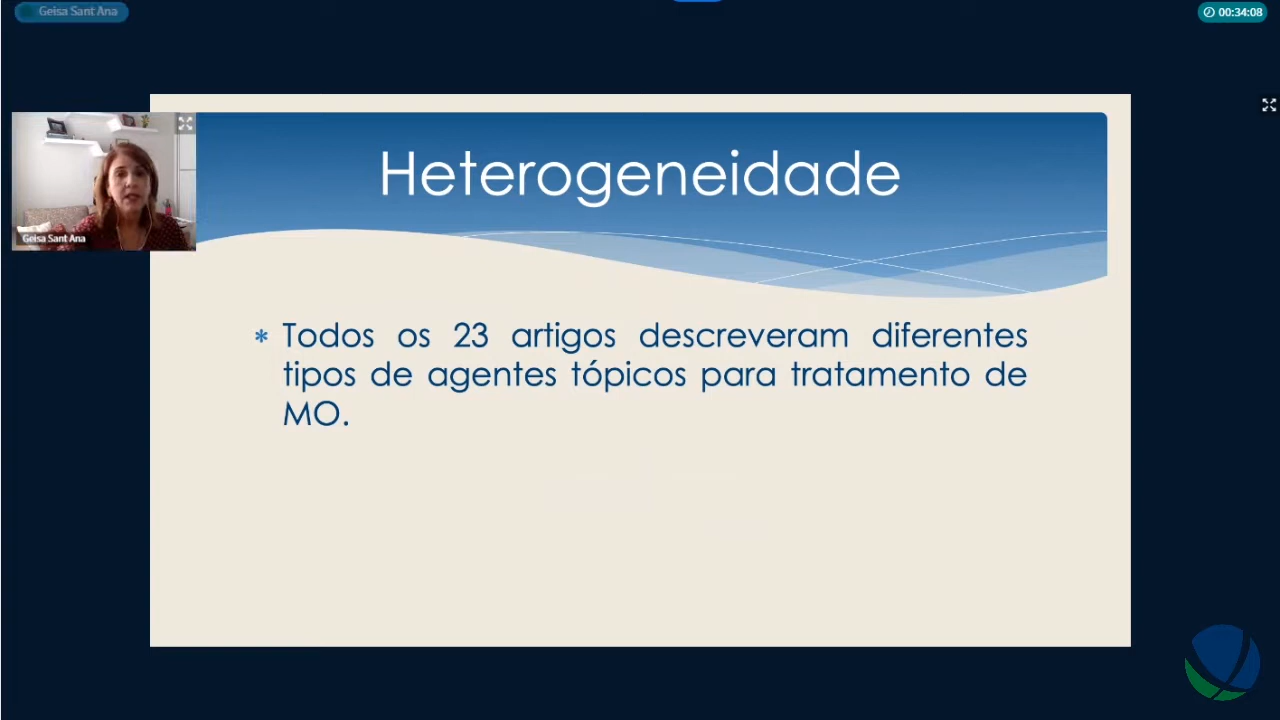 Geisa Sant'Ana
00:34:08
Heterogeneidade
Geisa Sant Ana
* Todos os 23 artigos descreveram diferentes
tipos de agentes tópicos para tratamento de
MO.